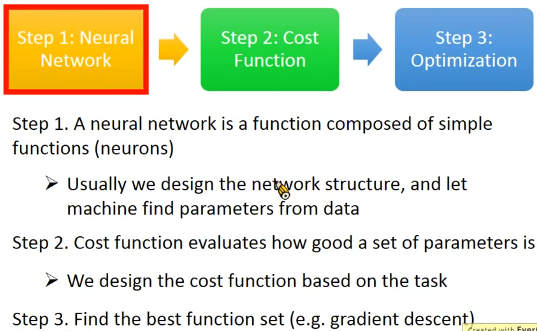 Step 1: Neural
Network
Step 2: Cost
Function
Step 3:
Optimization
Step 1. A neural network is a function composed of simple
functions (neurons)
➢ Usually we design the network structure, and let
machine find parameters from data
Step 2. Cost function evaluates how good a set of parameters is
➢ We design the cost function based on the task
Step 3. Find the best function set (e.g. gradient descent)
Created with